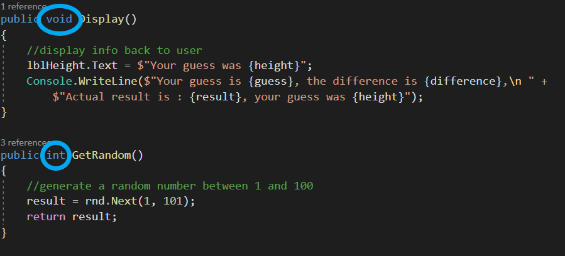 1 reference
public void Display()
{
//display info back to user
lblHeight.Text = $"Your guess was {height}";
Console.WriteLine($"Your guess is {guess}, the difference is {difference},\n " +
$"Actual result is : {result}, your guess was {height}");
}
3 references
public int GetRandom()
{
//generate a random number between 1 and 100
result = rnd.Next(1, 101);
return result;
}